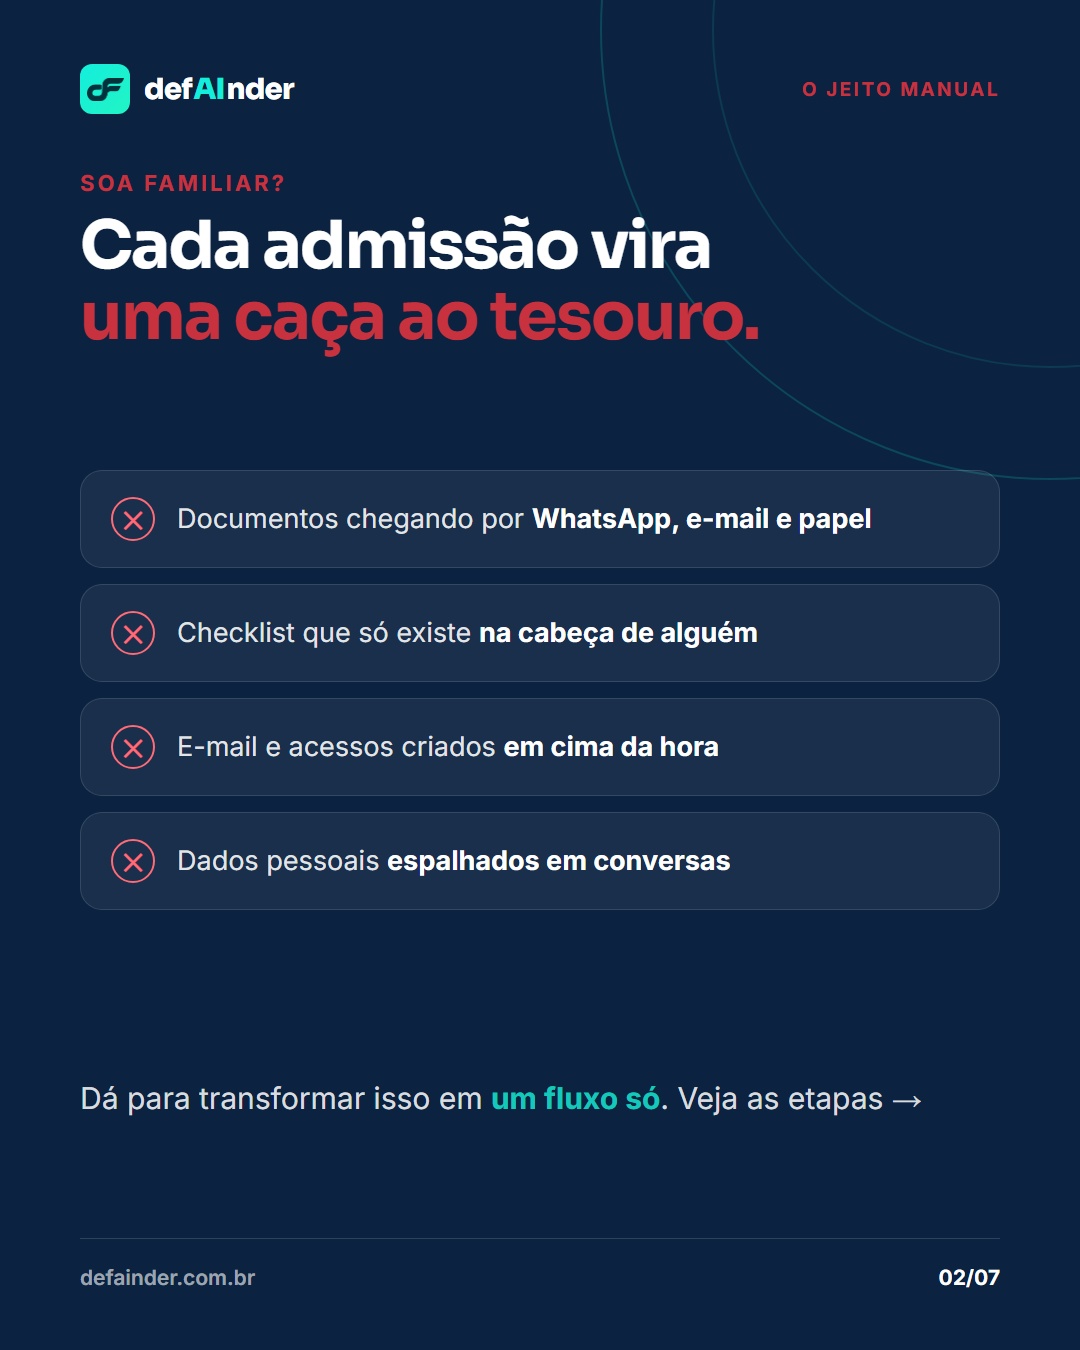 defAInder
O JEITO MANUAL
SOA FAMILIAR?
Cada admissão vira
uma caça ao tesouro.
Documentos chegando por WhatsApp, e-mail e papel
Checklist que só existe na cabeça de alguém
E-mail e acessos criados em cima da hora
Dados pessoais espalhados em conversas
Dá para transformar isso em um fluxo só. Veja as etapas →
defainder.com.br
02/07